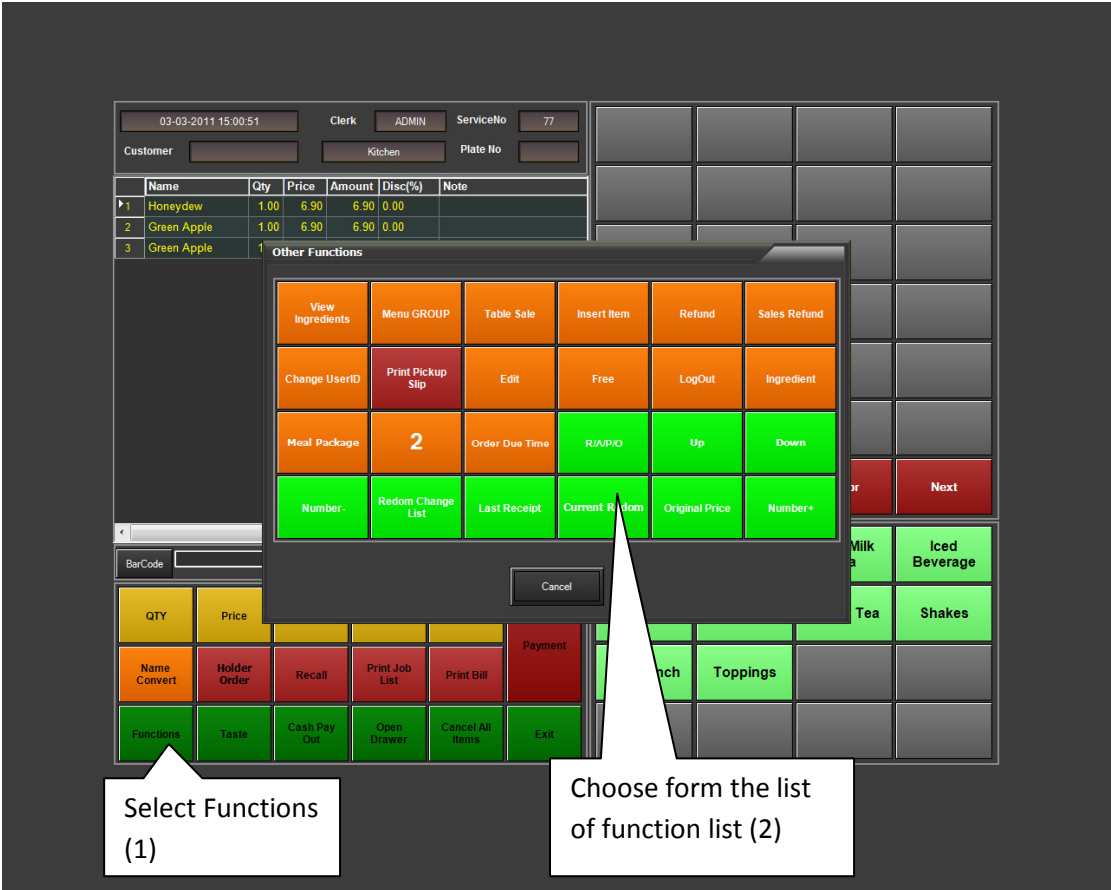 03-03-2011 15:00:51 Clerk ADMIN ServiceNo 77
Customer Kitchen Plate No
Name Qty Price Amount Disc(%) Note
1 Honeydew 1.00 6.90 6.90 0.00
2 Green Apple 1.00 6.90 6.90 0.00
3 Green Apple
Other Functions
View
Ingredients
Menu GROUP
Table Sale
Insert Item
Refund
Sales Refund
Change UserID
Print Pickup
Slip
Edit
Free
LogOut
Ingredient
Meal Package
2
Order Due Time
R/A/P/O
Up
Down
Number-
Redom Change
List
Last Receipt
Current Redom
Original Price
Number+
Cancel
Next
BarCode
Milk
Iced
Beverage
QTY
Price
Payment
Tea
Shakes
Name
Convert
Holder
Order
Recall
Print Job
List
Print Bill
Toppings
Functions
Taste
Cash Pay
Out
Open
Drawer
Cancel All
Items
Exit
Select Functions
(1)
Choose form the list
of function list (2)